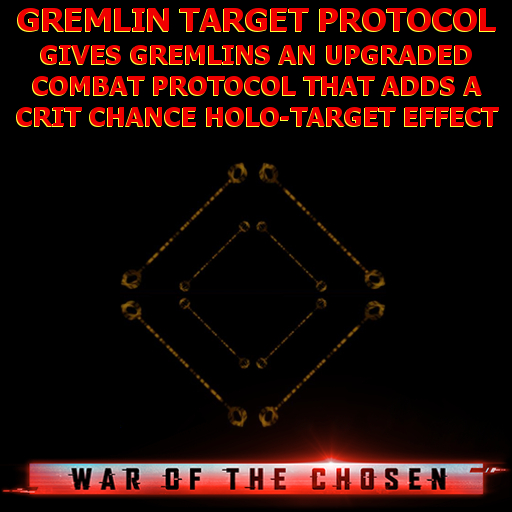 GREMLIN TARGET PROTOCOL
GIVES GREMLINS AN UPGRADED
COMBAT PROTOCOL THAT ADDS A
CRIT CHANCE HOLO-TARGET EFFECT
WAR OF THE CHOSEN